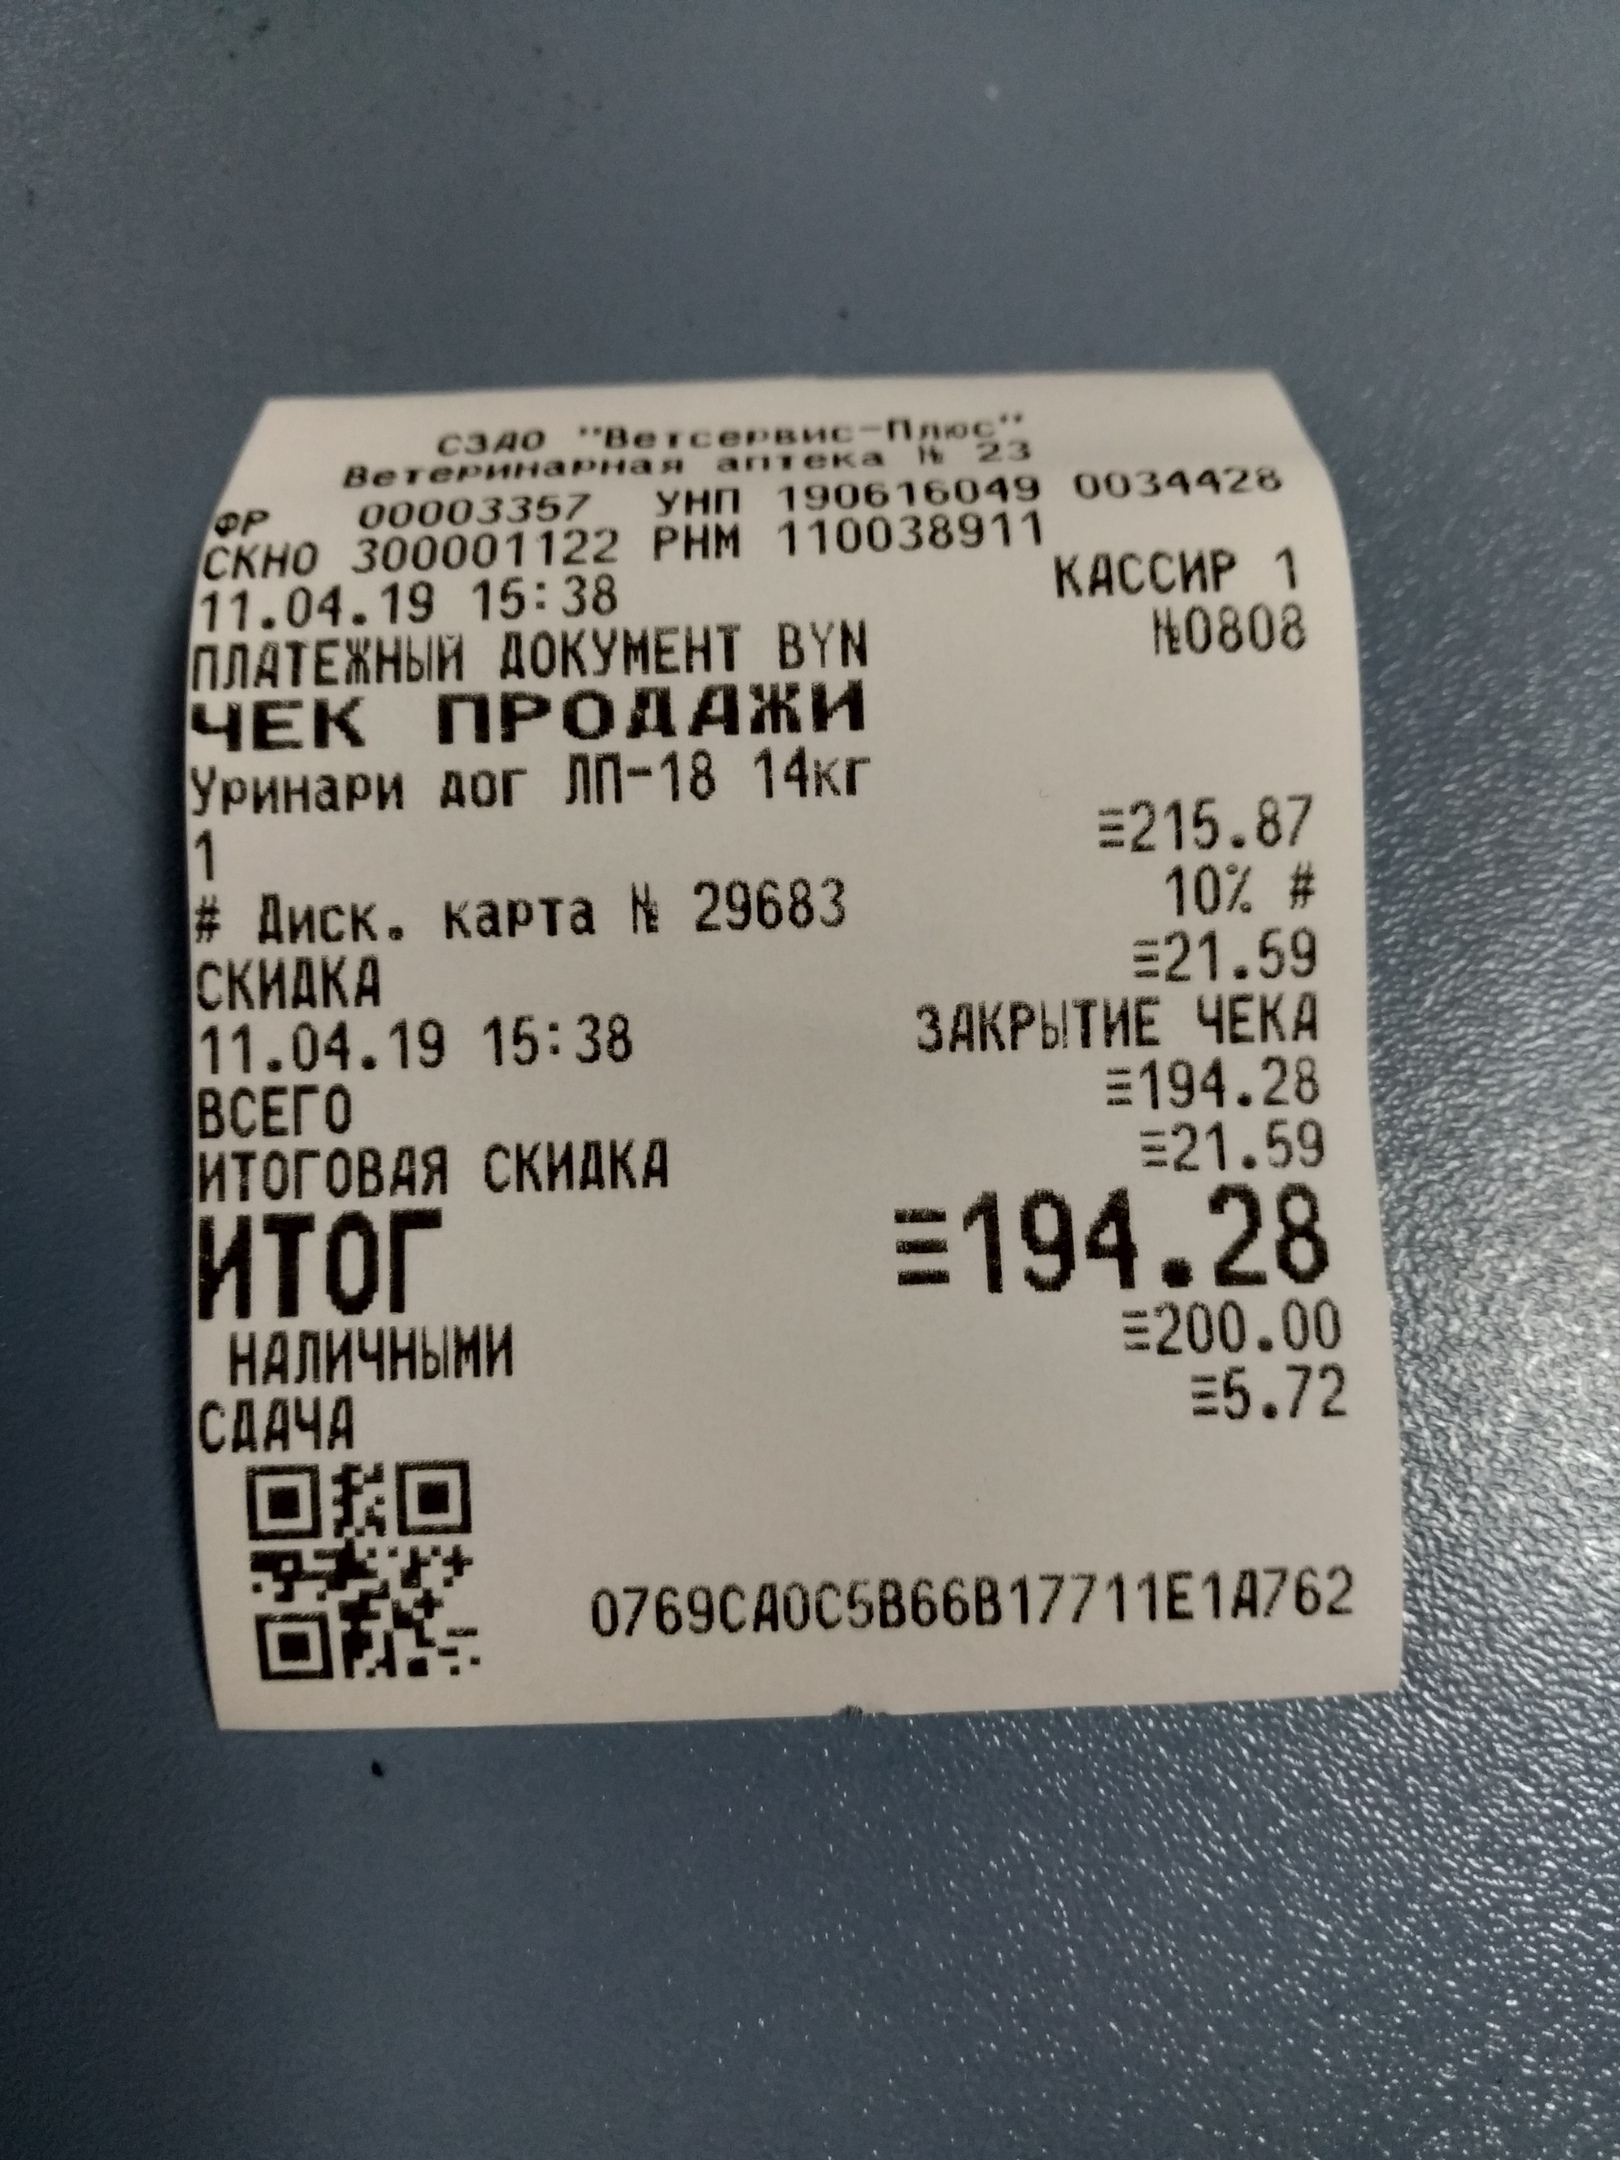 СЗАО "Ветсервис-Плюс"
Ветеринарная аптека № 23
ФР 00003357 УНП 190616049 0034428
СКНО 300001122 РНМ 110038911
11.04.19 15:38 КАССИР 1
ПЛАТЕЖНЫЙ ДОКУМЕНТ BYN №0808
ЧЕК ПРОДАЖИ
Уринари дог ЛП-18 14кг
1 ≡215.87
# Диск. карта № 29683 10% #
СКИДКА ≡21.59
11.04.19 15:38 ЗАКРЫТИЕ ЧЕКА
ВСЕГО ≡194.28
ИТОГОВАЯ СКИДКА ≡21.59
ИТОГ ≡194.28
НАЛИЧНЫМИ ≡200.00
СДАЧА ≡5.72
0769CA0C5B66B17711E1A762